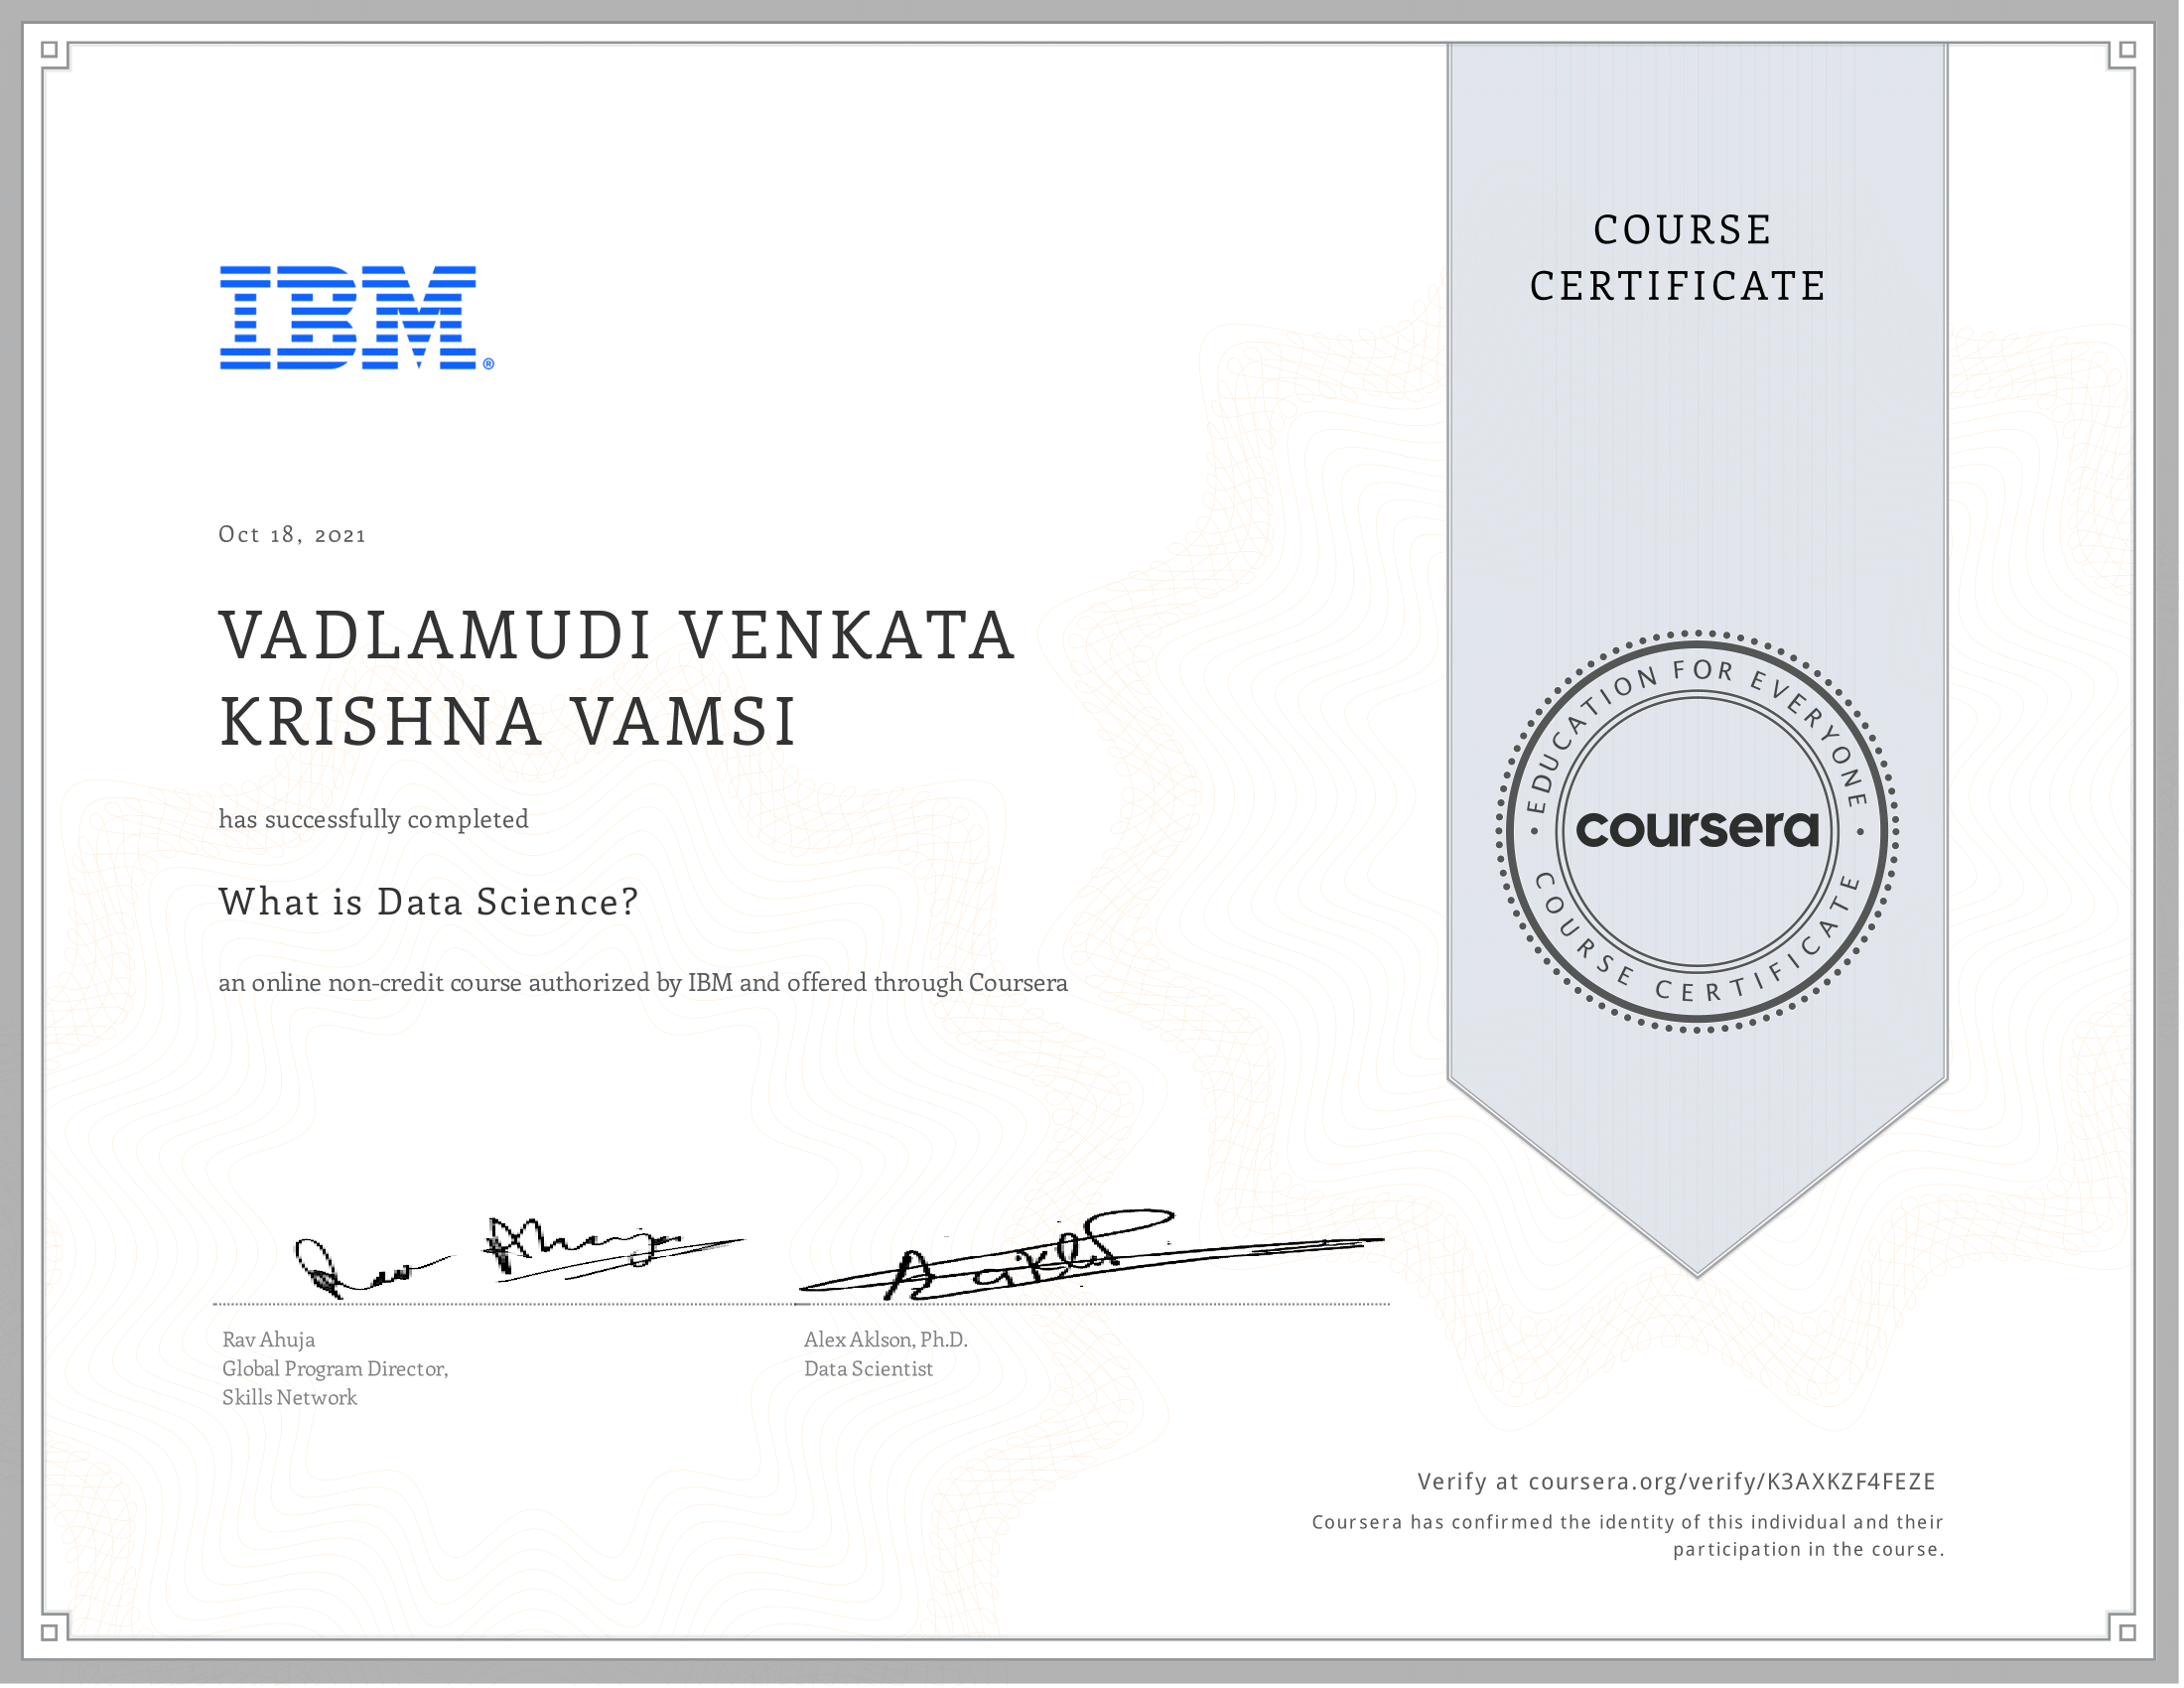 COURSE
CERTIFICATE
IBM®
Oct 18, 2021
VADLAMUDI VENKATA
KRISHNA VAMSI
has successfully completed
What is Data Science?
an online non-credit course authorized by IBM and offered through Coursera
EDUCATION FOR EVERYONE
coursera
COURSE CERTIFICATE
Rav Ahuja
Global Program Director,
Skills Network
Alex Aklson, Ph.D.
Data Scientist
Verify at coursera.org/verify/K3AXKZF4FEZE
Coursera has confirmed the identity of this individual and their
participation in the course.